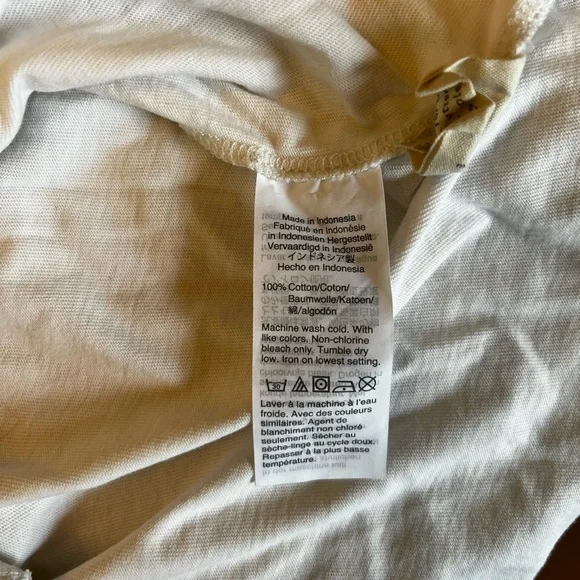 Made in Indonesia
Fabriqué en Indonésie
in Indonesien Hergestellt
Vervaardigd in Indonesië
インドネシア製
Hecho en Indonesia
100% Cotton/Coton/
Baumwolle/Katoen/
綿/algodón
Machine wash cold. With
like colors. Non-chlorine
bleach only. Tumble dry
low. Iron on lowest setting.
30
Laver à la machine à l'eau
froide. Avec des couleurs
similaires. Agent de
blanchiment non chloré
seulement. Sécher au
sèche-linge au cycle doux.
Repasser à la plus basse
température.